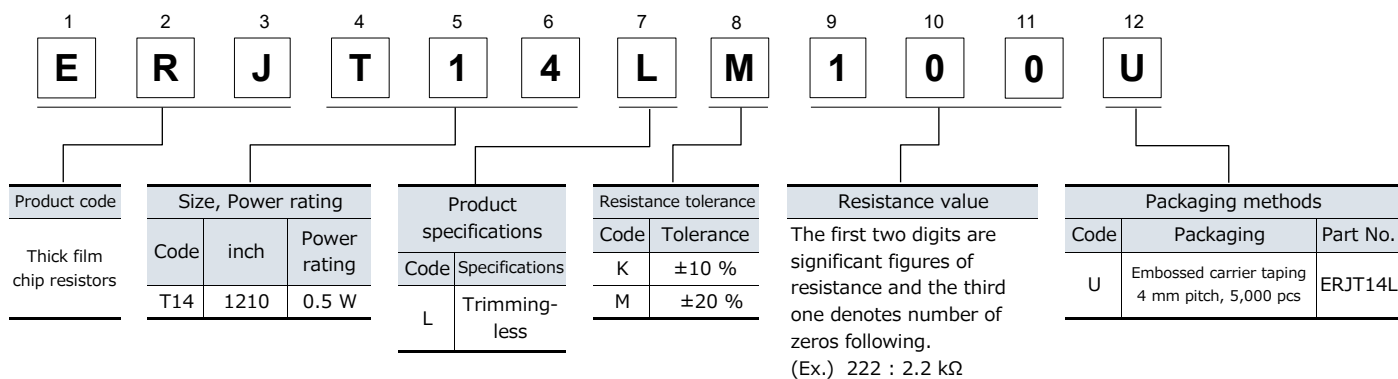 1 2 3 4 5 6 7 8 9 10 11 12
E R J T 1 4 L M 1 0 0 U
Product code
Thick film
chip resistors
Size, Power rating
Code inch Power rating
T14 1210 0.5 W
Product
specifications
Code Specifications
L Trimming-
less
Resistance tolerance
Code Tolerance
K ±10 %
M ±20 %
Resistance value
The first two digits are
significant figures of
resistance and the third
one denotes number of
zeros following.
(Ex.) 222 : 2.2 kΩ
Packaging methods
Code Packaging Part No.
U Embossed carrier taping
4 mm pitch, 5,000 pcs ERJT14L